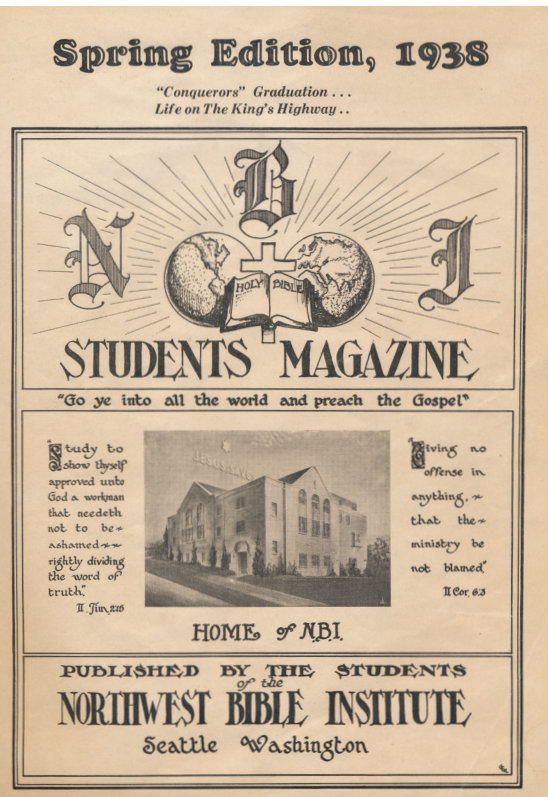 Spring Edition, 1938
"Conquerors" Graduation . . .
Life on The King's Highway . .
N B I
HOLY BIBLE
STUDENTS MAGAZINE
"Go ye into all the world and preach the Gospel"
"Study to
show thyself
approved unto
God a workman
that needeth
not to be
ashamed
rightly dividing
the word of
truth."
II Tim. 2:15
"Giving no
offense in
anything,
that the
ministry be
not blamed"
II Cor. 6:3
HOME of N.B.I.
PUBLISHED BY THE STUDENTS
of the
NORTHWEST BIBLE INSTITUTE
Seattle Washington